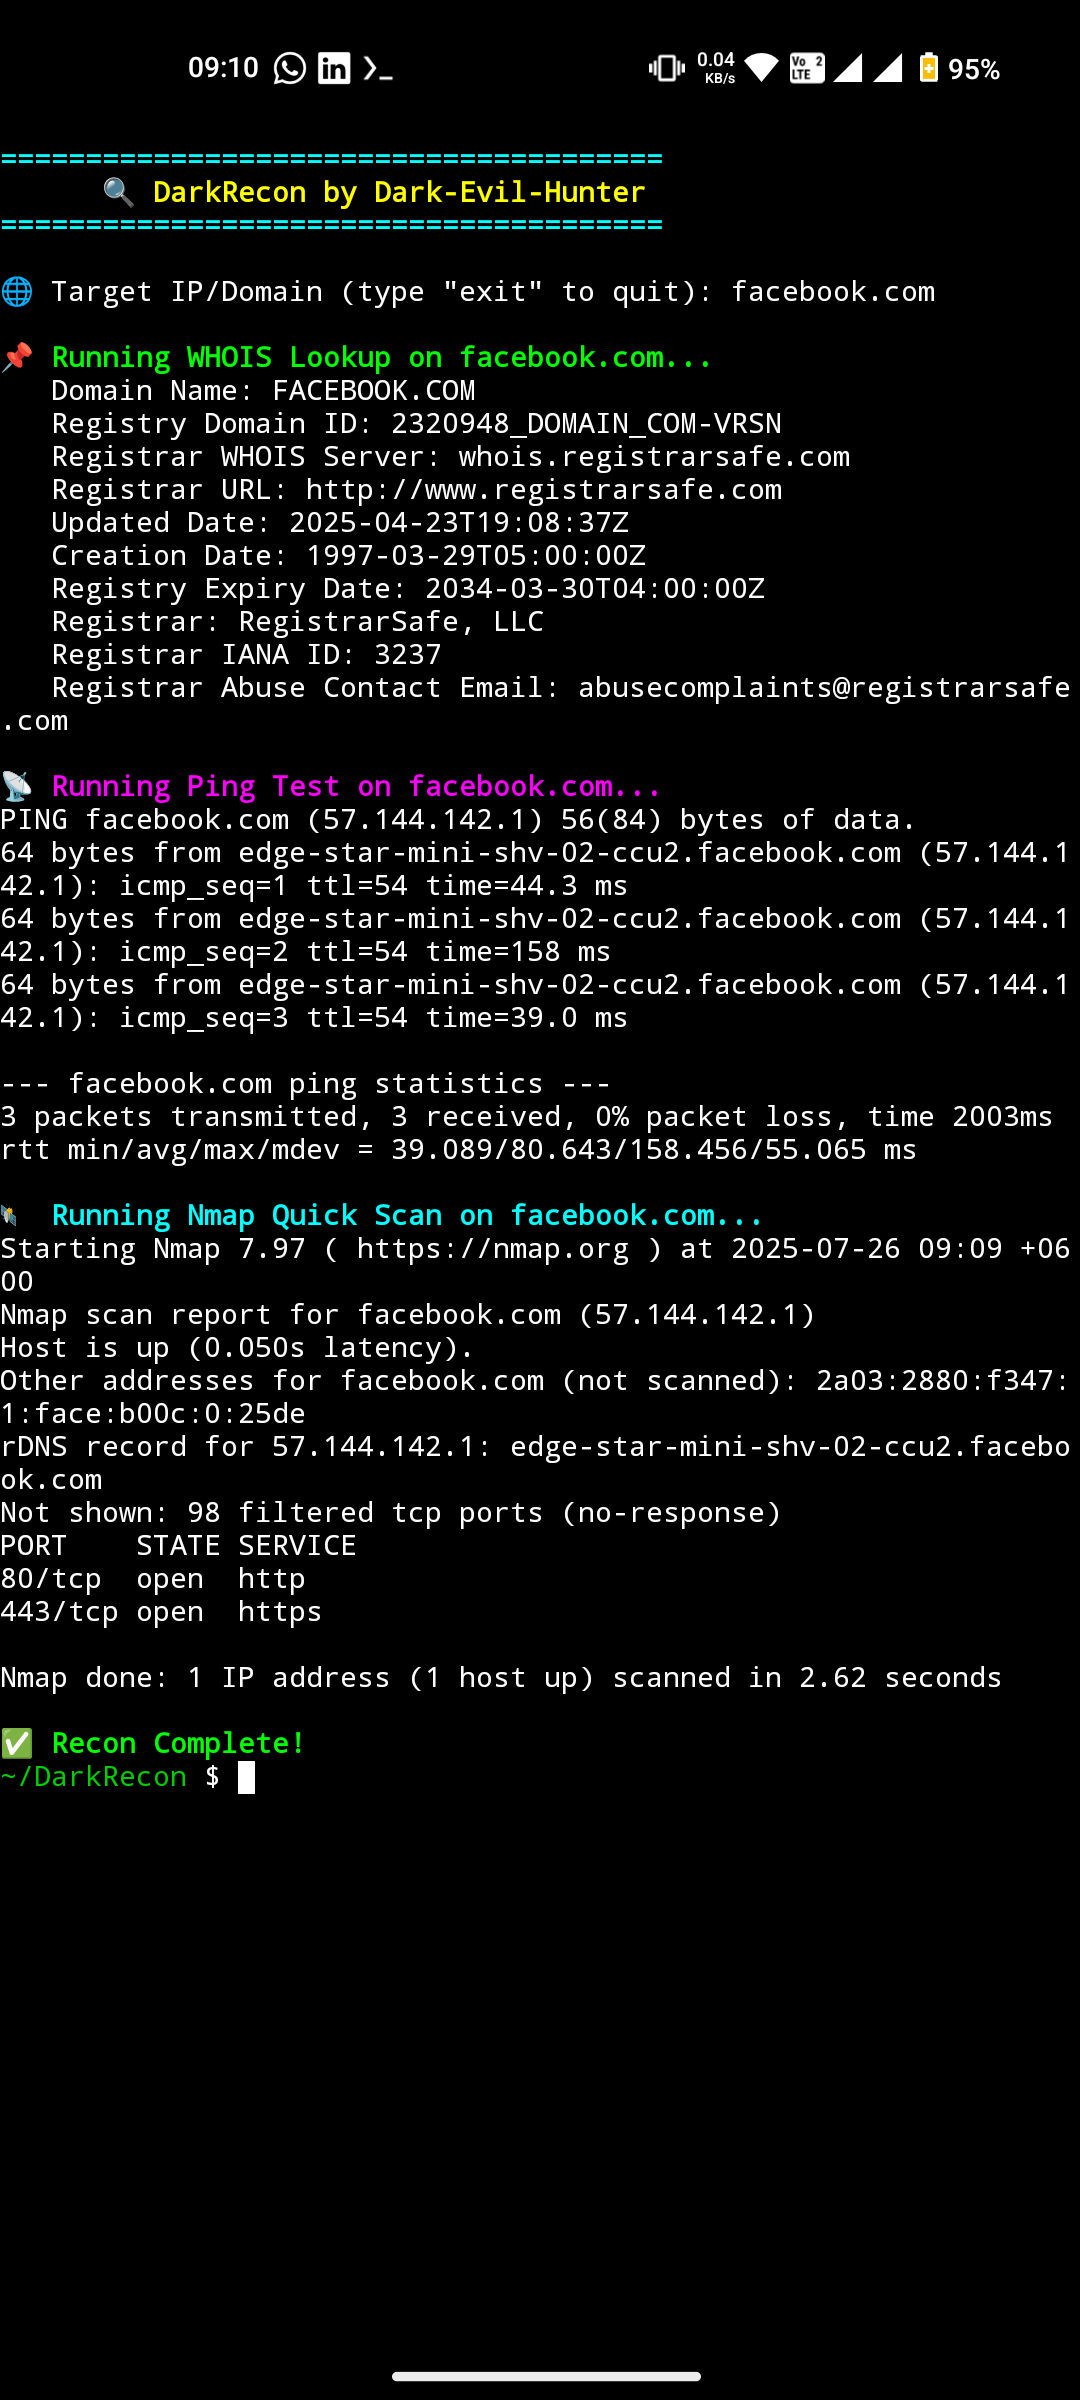 09:10 in >_ 0.04 KB/s Vo 2 LTE 95%
=======================================
🔍 DarkRecon by Dark-Evil-Hunter
=======================================
🌐 Target IP/Domain (type "exit" to quit): facebook.com
📌 Running WHOIS Lookup on facebook.com...
Domain Name: FACEBOOK.COM
Registry Domain ID: 2320948_DOMAIN_COM-VRSN
Registrar WHOIS Server: whois.registrarsafe.com
Registrar URL: http://www.registrarsafe.com
Updated Date: 2025-04-23T19:08:37Z
Creation Date: 1997-03-29T05:00:00Z
Registry Expiry Date: 2034-03-30T04:00:00Z
Registrar: RegistrarSafe, LLC
Registrar IANA ID: 3237
Registrar Abuse Contact Email: abusecomplaints@registrarsafe
.com
📡 Running Ping Test on facebook.com...
PING facebook.com (57.144.142.1) 56(84) bytes of data.
64 bytes from edge-star-mini-shv-02-ccu2.facebook.com (57.144.1
42.1): icmp_seq=1 ttl=54 time=44.3 ms
64 bytes from edge-star-mini-shv-02-ccu2.facebook.com (57.144.1
42.1): icmp_seq=2 ttl=54 time=158 ms
64 bytes from edge-star-mini-shv-02-ccu2.facebook.com (57.144.1
42.1): icmp_seq=3 ttl=54 time=39.0 ms
--- facebook.com ping statistics ---
3 packets transmitted, 3 received, 0% packet loss, time 2003ms
rtt min/avg/max/mdev = 39.089/80.643/158.456/55.065 ms
🛰 Running Nmap Quick Scan on facebook.com...
Starting Nmap 7.97 ( https://nmap.org ) at 2025-07-26 09:09 +06
00
Nmap scan report for facebook.com (57.144.142.1)
Host is up (0.050s latency).
Other addresses for facebook.com (not scanned): 2a03:2880:f347:
1:face:b00c:0:25de
rDNS record for 57.144.142.1: edge-star-mini-shv-02-ccu2.facebo
ok.com
Not shown: 98 filtered tcp ports (no-response)
PORT    STATE SERVICE
80/tcp  open  http
443/tcp open  https
Nmap done: 1 IP address (1 host up) scanned in 2.62 seconds
✅ Recon Complete!
~/DarkRecon $